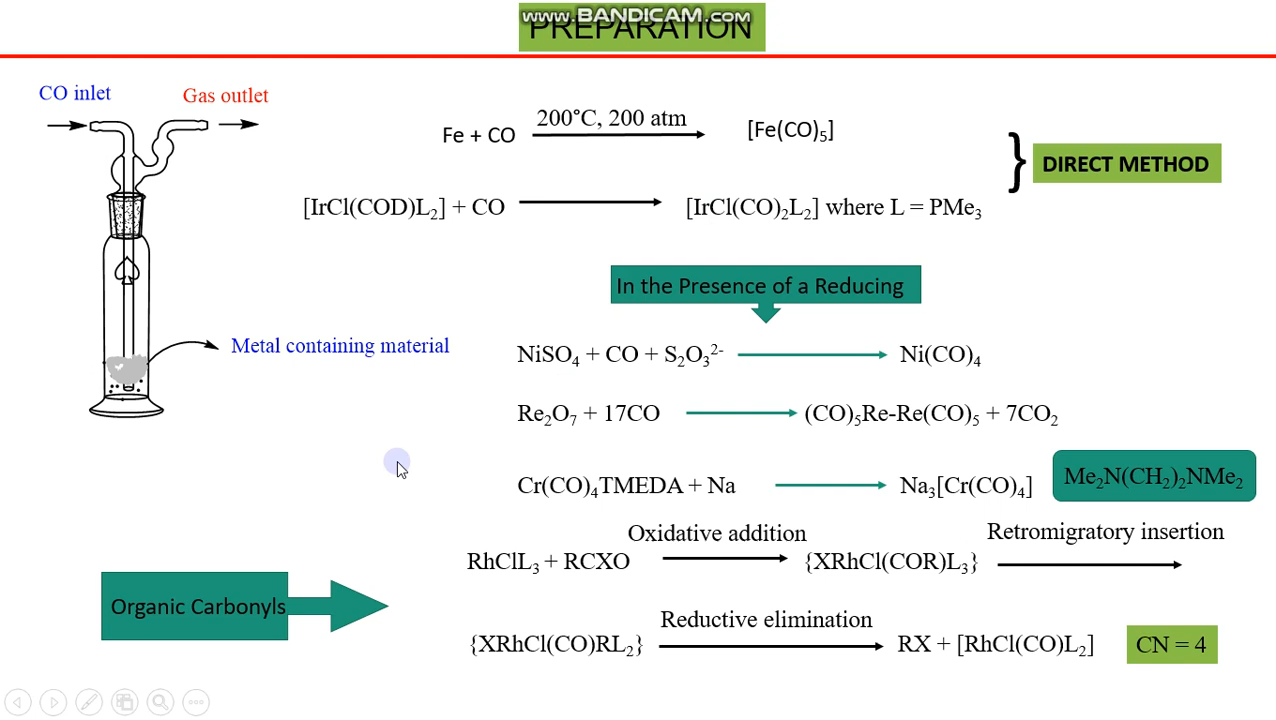 www.BANDICAM.com
PREPARATION
CO inlet
Gas outlet
Metal containing material
Fe + CO 200°C, 200 atm [Fe(CO)₅]
[IrCl(COD)L₂] + CO [IrCl(CO)₂L₂] where L = PMe₃
DIRECT METHOD
In the Presence of a Reducing
NiSO₄ + CO + S₂O₃²⁻ Ni(CO)₄
Re₂O₇ + 17CO (CO)₅Re-Re(CO)₅ + 7CO₂
Cr(CO)₄TMEDA + Na Na₃[Cr(CO)₄] Me₂N(CH₂)₂NMe₂
Organic Carbonyls
RhClL₃ + RCXO Oxidative addition {XRhCl(COR)L₃} Retromigratory insertion
{XRhCl(CO)RL₂} Reductive elimination RX + [RhCl(CO)L₂] CN = 4